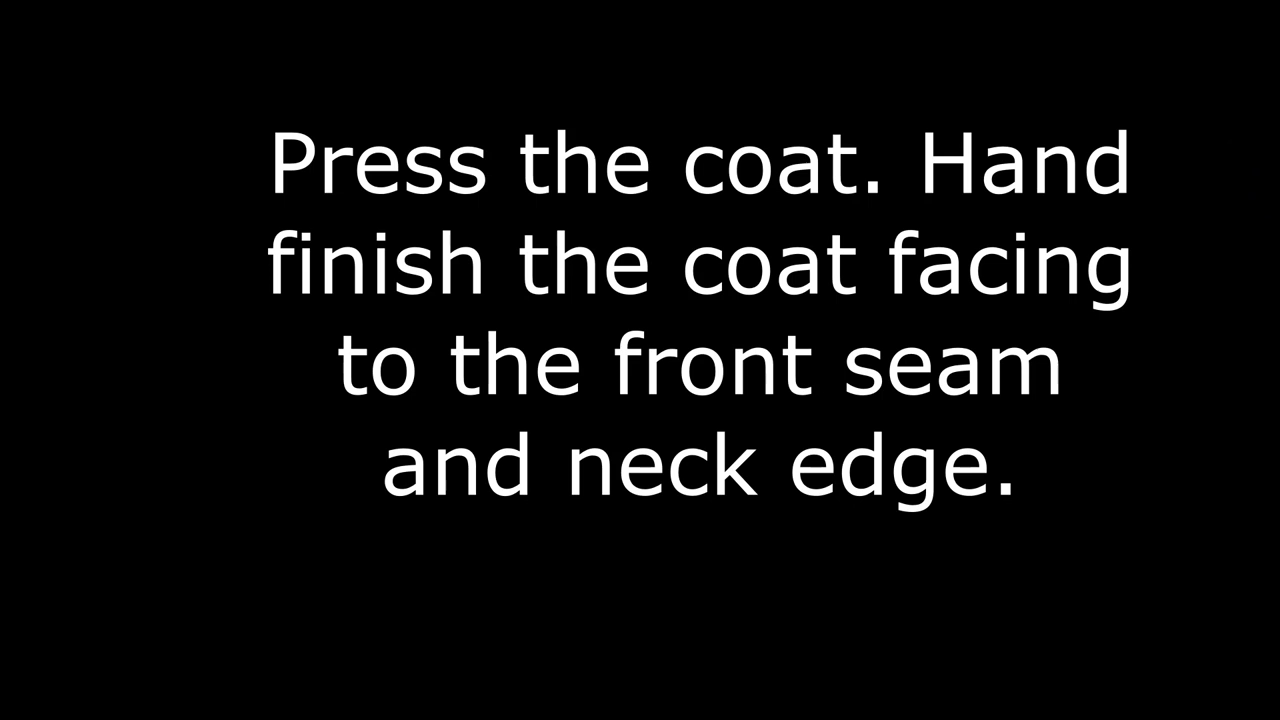 Press the coat. Hand
finish the coat facing
to the front seam
and neck edge.